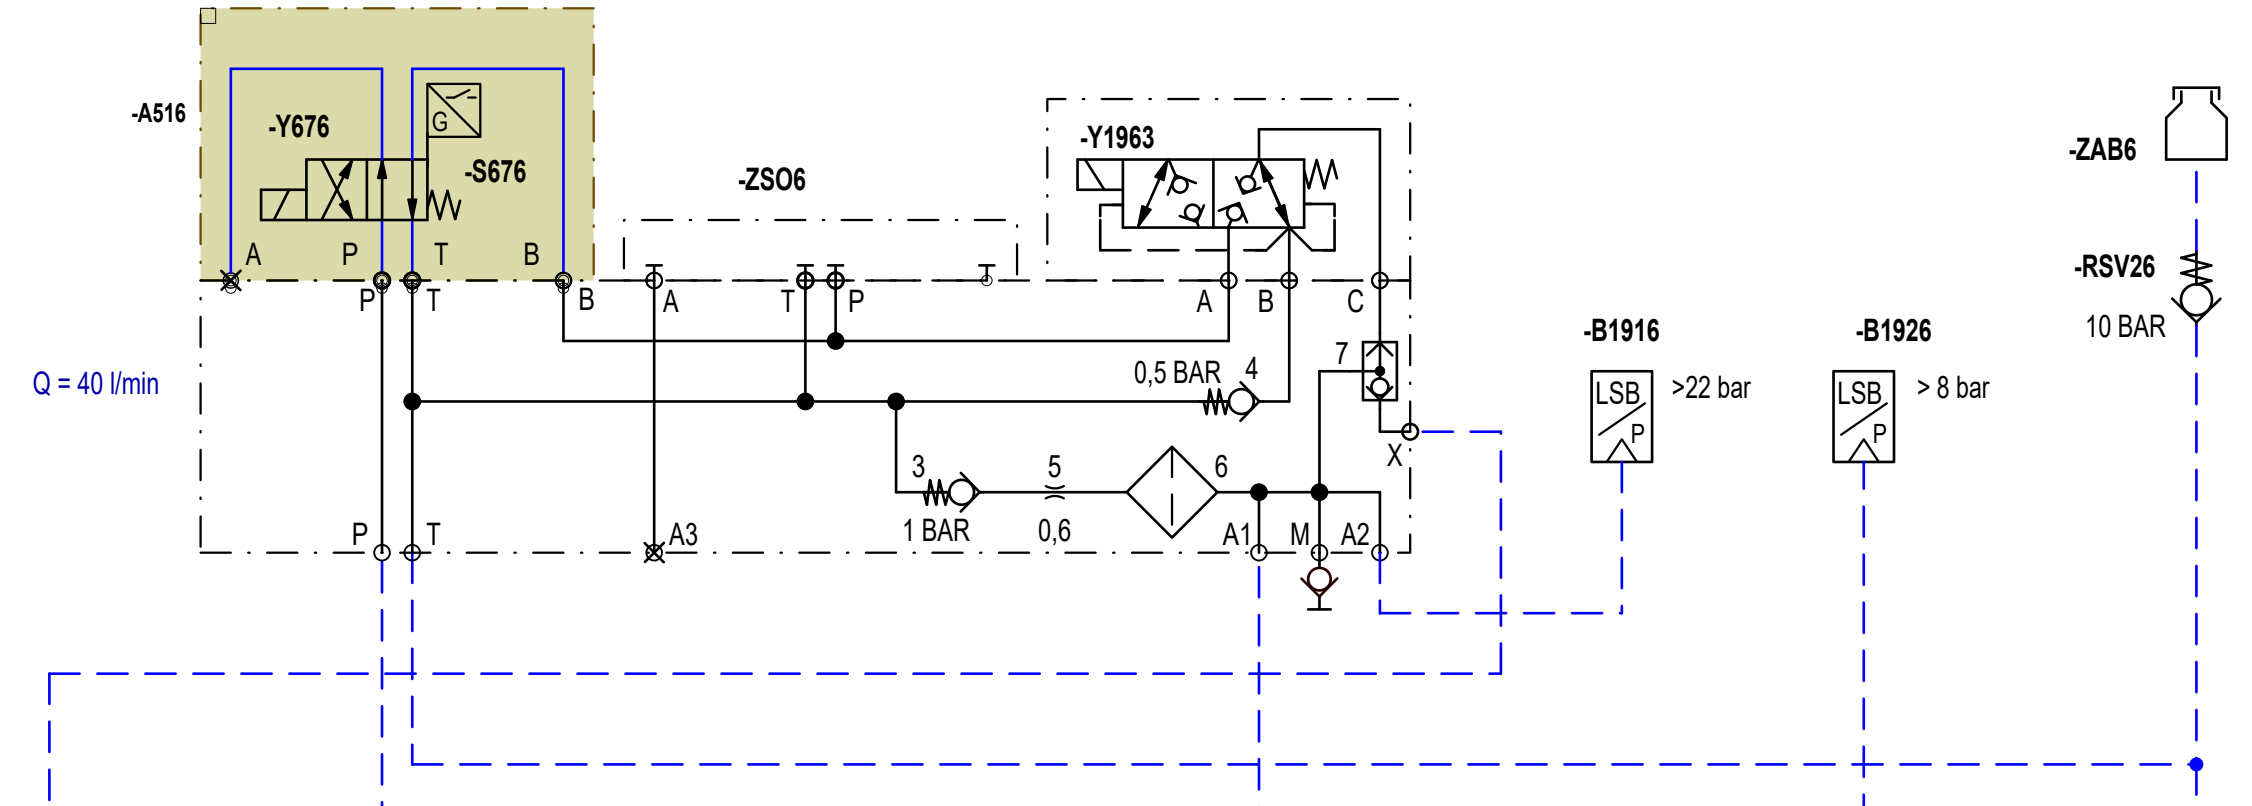 -A516
-Y676
G
-S676
A
P
T
B
-ZSO6
-Y1963
-ZAB6
-RSV26
10 BAR
P
T
B
A
T
P
A
B
C
-B1916
LSB
P
>22 bar
-B1926
LSB
P
> 8 bar
Q = 40 l/min
0,5 BAR
4
7
X
3
1 BAR
5
0,6
6
P
T
A3
A1
M
A2